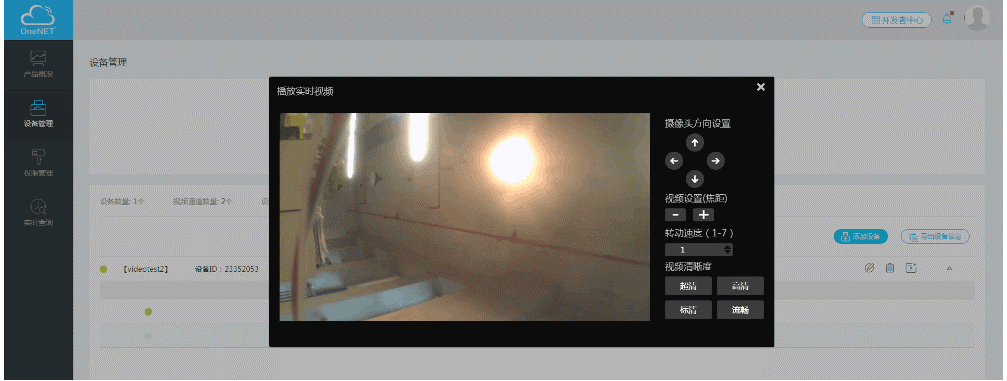 OneNET
开发者中心
产品概况
设备管理
权限管理
实时查询
设备管理
播放实时视频
摄像头方向设置
视频设置(焦距)
转动速度（1-7）
1
视频清晰度
超清
高清
标清
流畅
设备数量: 1个
视频通道数量: 2个
设
添加设备
导出设备信息
【videotest2】
设备ID：23352053